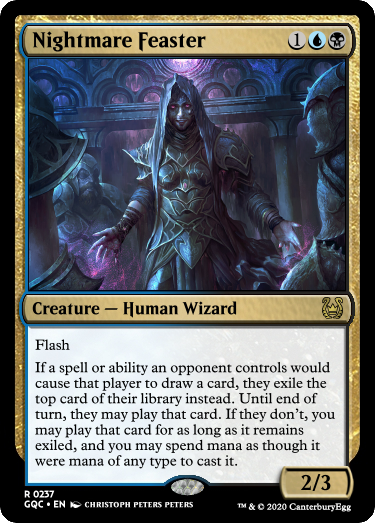 Nightmare Feaster 1
Creature — Human Wizard
Flash
If a spell or ability an opponent controls would
cause that player to draw a card, they exile the
top card of their library instead. Until end of
turn, they may play that card. If they don't, you
may play that card for as long as it remains
exiled, and you may spend mana as though it
were mana of any type to cast it.
2/3
R 0237
GQC • EN CHRISTOPH PETERS PETERS
™ & © 2020 CanterburyEgg